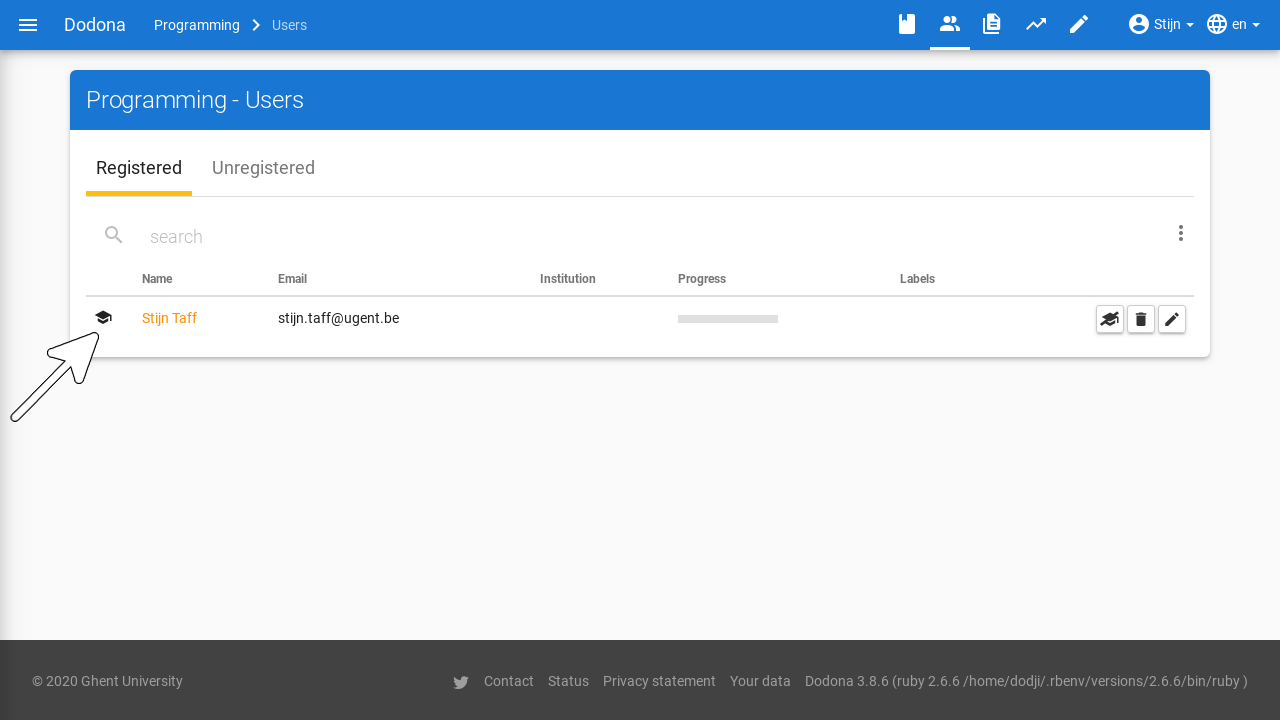 Dodona Programming Users Stijn en
Programming - Users
Registered Unregistered
search
Name Email Institution Progress Labels
Stijn Taff stijn.taff@ugent.be
© 2020 Ghent University Contact Status Privacy statement Your data Dodona 3.8.6 (ruby 2.6.6 /home/dodji/.rbenv/versions/2.6.6/bin/ruby )